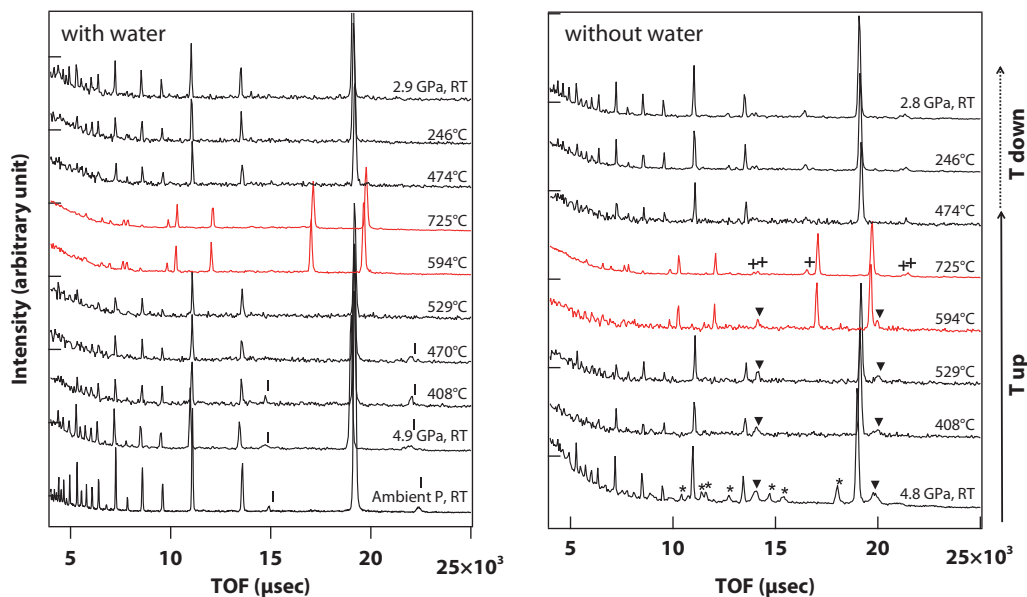 with water
2.9 GPa, RT
246°C
474°C
725°C
594°C
529°C
470°C
I
408°C
I
I
4.9 GPa, RT
I
I
Ambient P, RT
I
I
Intensity (arbitrary unit)
5
10
15
20
25×10³
TOF (μsec)
without water
2.8 GPa, RT
246°C
474°C
725°C
+ + + + +
594°C
▼ ▼
529°C
▼ ▼
408°C
▼ ▼
4.8 GPa, RT
* ** * ▼ * * * ▼
5
10
15
20
25×10³
TOF (μsec)
T down
T up